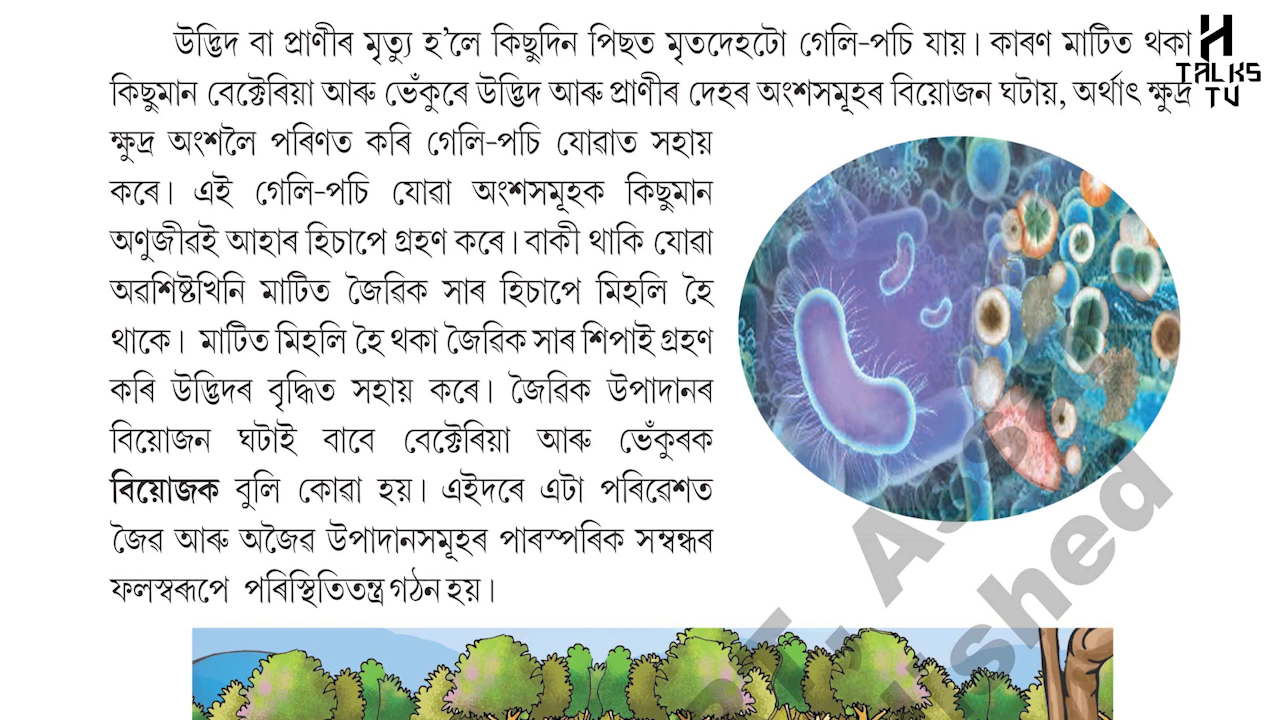 উদ্ভিদ বা প্ৰাণীৰ মৃত্যু হ’লে কিছুদিন পিছত মৃতদেহটো গেলি-পচি যায়। কাৰণ মাটিত থকা
কিছুমান বেক্টেৰিয়া আৰু ভেঁকুৰে উদ্ভিদ আৰু প্ৰাণীৰ দেহৰ অংশসমূহৰ বিয়োজন ঘটায়, অৰ্থাৎ ক্ষুদ্ৰ
ক্ষুদ্ৰ অংশলৈ পৰিণত কৰি গেলি-পচি যোৱাত সহায়
কৰে। এই গেলি-পচি যোৱা অংশসমূহক কিছুমান
অণুজীৱই আহাৰ হিচাপে গ্ৰহণ কৰে। বাকী থাকি যোৱা
অৱশিষ্টখিনি মাটিত জৈৱিক সাৰ হিচাপে মিহলি হৈ
থাকে। মাটিত মিহলি হৈ থকা জৈৱিক সাৰ শিপাই গ্ৰহণ
কৰি উদ্ভিদৰ বৃদ্ধিত সহায় কৰে। জৈৱিক উপাদানৰ
বিয়োজন ঘটাই বাবে বেক্টেৰিয়া আৰু ভেঁকুৰক
বিয়োজক বুলি কোৱা হয়। এইদৰে এটা পৰিৱেশত
জৈৱ আৰু অজৈৱ উপাদানসমূহৰ পাৰস্পৰিক সম্বন্ধৰ
ফলস্বৰূপে পৰিস্থিতিতন্ত্ৰ গঠন হয়।
H
TALKS
TV